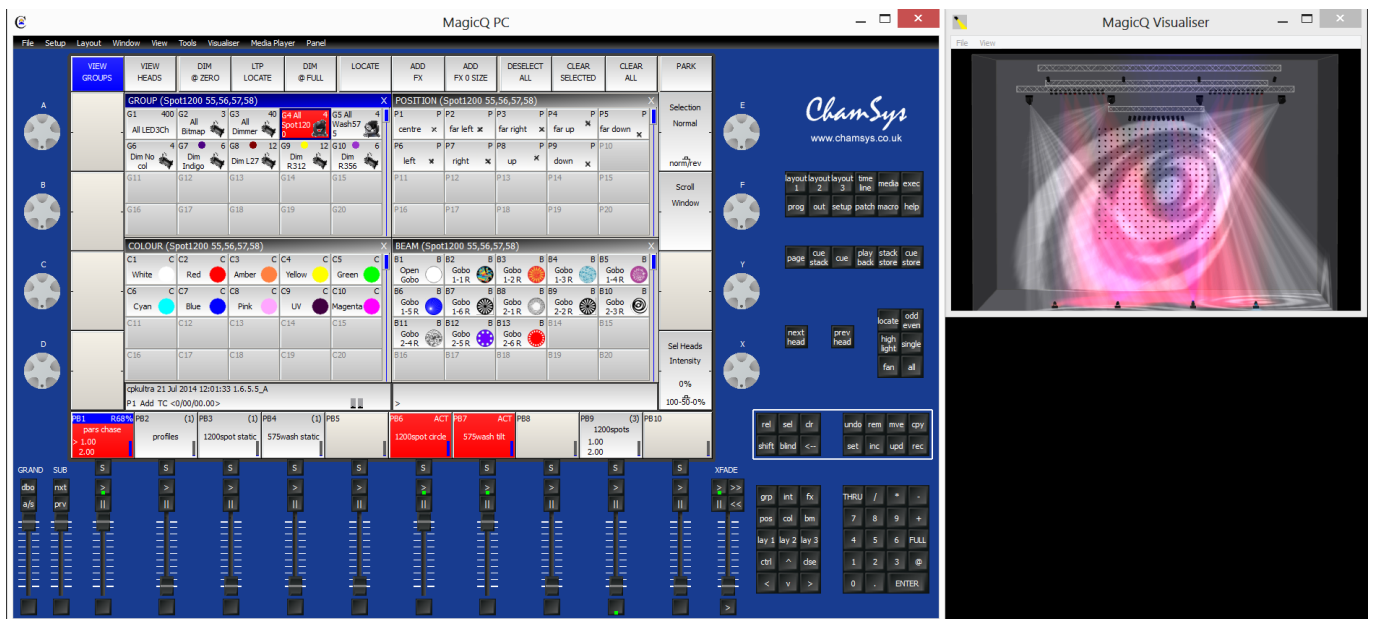 MagicQ PC
MagicQ Visualiser
File Setup Layout Window View Tools Visualiser Media Player Panel
File View
VIEW GROUPS
VIEW HEADS
DIM @ ZERO
LTP LOCATE
DIM @ FULL
LOCATE
ADD FX
ADD FX 0 SIZE
DESELECT ALL
CLEAR SELECTED
CLEAR ALL
PARK
GROUP (Spot1200 55,56,57,58) X
G1 400 All LED3CH
G2 3 All Bitmap
G3 40 All Dimmer
G4 All 4 Spot120 0
G5 All 4 Wash57 5
G6 4 Dim No col
G7 6 Dim Indigo
G8 12 Dim L27
G9 12 Dim R312
G10 6 Dim R356
G11 G12 G13 G14 G15
G16 G17 G18 G19 G20
POSITION (Spot1200 55,56,57,58) X
P1 P centre
P2 P far left
P3 P far right
P4 P far up
P5 P far down
P6 P left
P7 P right
P8 P up
P9 P down
P10
P11 P12 P13 P14 P15
P16 P17 P18 P19 P20
COLOUR (Spot1200 55,56,57,58) X
C1 C White
C2 C Red
C3 C Amber
C4 C Yellow
C5 C Green
C6 C Cyan
C7 C Blue
C8 C Pink
C9 C UV
C10 C Magenta
C11 C12 C13 C14 C15
C16 C17 C18 C19 C20
BEAM (Spot1200 55,56,57,58) X
B1 B Open Gobo
B2 B Gobo 1-1 R
B3 B Gobo 1-2 R
B4 B Gobo 1-3 R
B5 B Gobo 1-4 R
B6 B Gobo 1-5 R
B7 B Gobo 1-6 R
B8 B Gobo 2-1 R
B9 B Gobo 2-2 R
B10 B Gobo 2-3 R
B11 B Gobo 2-4 R
B12 B Gobo 2-5 R
B13 B Gobo 2-6 R
B14 B15
B16 B17 B18 B19 B20
Selection
Normal
norm/rev
Scroll
Window
Sel Heads
Intensity
0%
100-50-0%
cpkultra 21 Jul 2014 12:01:33 1.6.5.5_A
P1 Add TC <0/00/00.00>
>
PB1 R68% pars chase > 1.00 2.00
PB2 (1) profiles
PB3 (1) 1200spot static
PB4 (1) 575wash static
PB5
PB6 ACT 1200spot circle
PB7 ACT 575wash tilt
PB8
PB9 (3) 1200spots 1.00 2.00
PB10
A
B
C
D
E
F
Y
X
ChamSys
www.chamsys.co.uk
layout 1 layout 2 layout 3 time line media exec
prog out setup patch macro help
page cue stack cue play back stack store cue store
next head prev head
locate odd even
high light single
fan all
rel sel clr undo rem mve cpy
shift blind <-- set inc upd rec
GRAND SUB S S S S S S S S S S XFADE
dbo nxt > > > > > > > > > > > >>
a/s prv || || || || || || || || || || || <<
>
grp int fx THRU / * -
pos col bm 7 8 9 +
lay 1 lay 2 lay 3 4 5 6 FULL
ctrl ^ clse 1 2 3 @
< v > 0 . ENTER